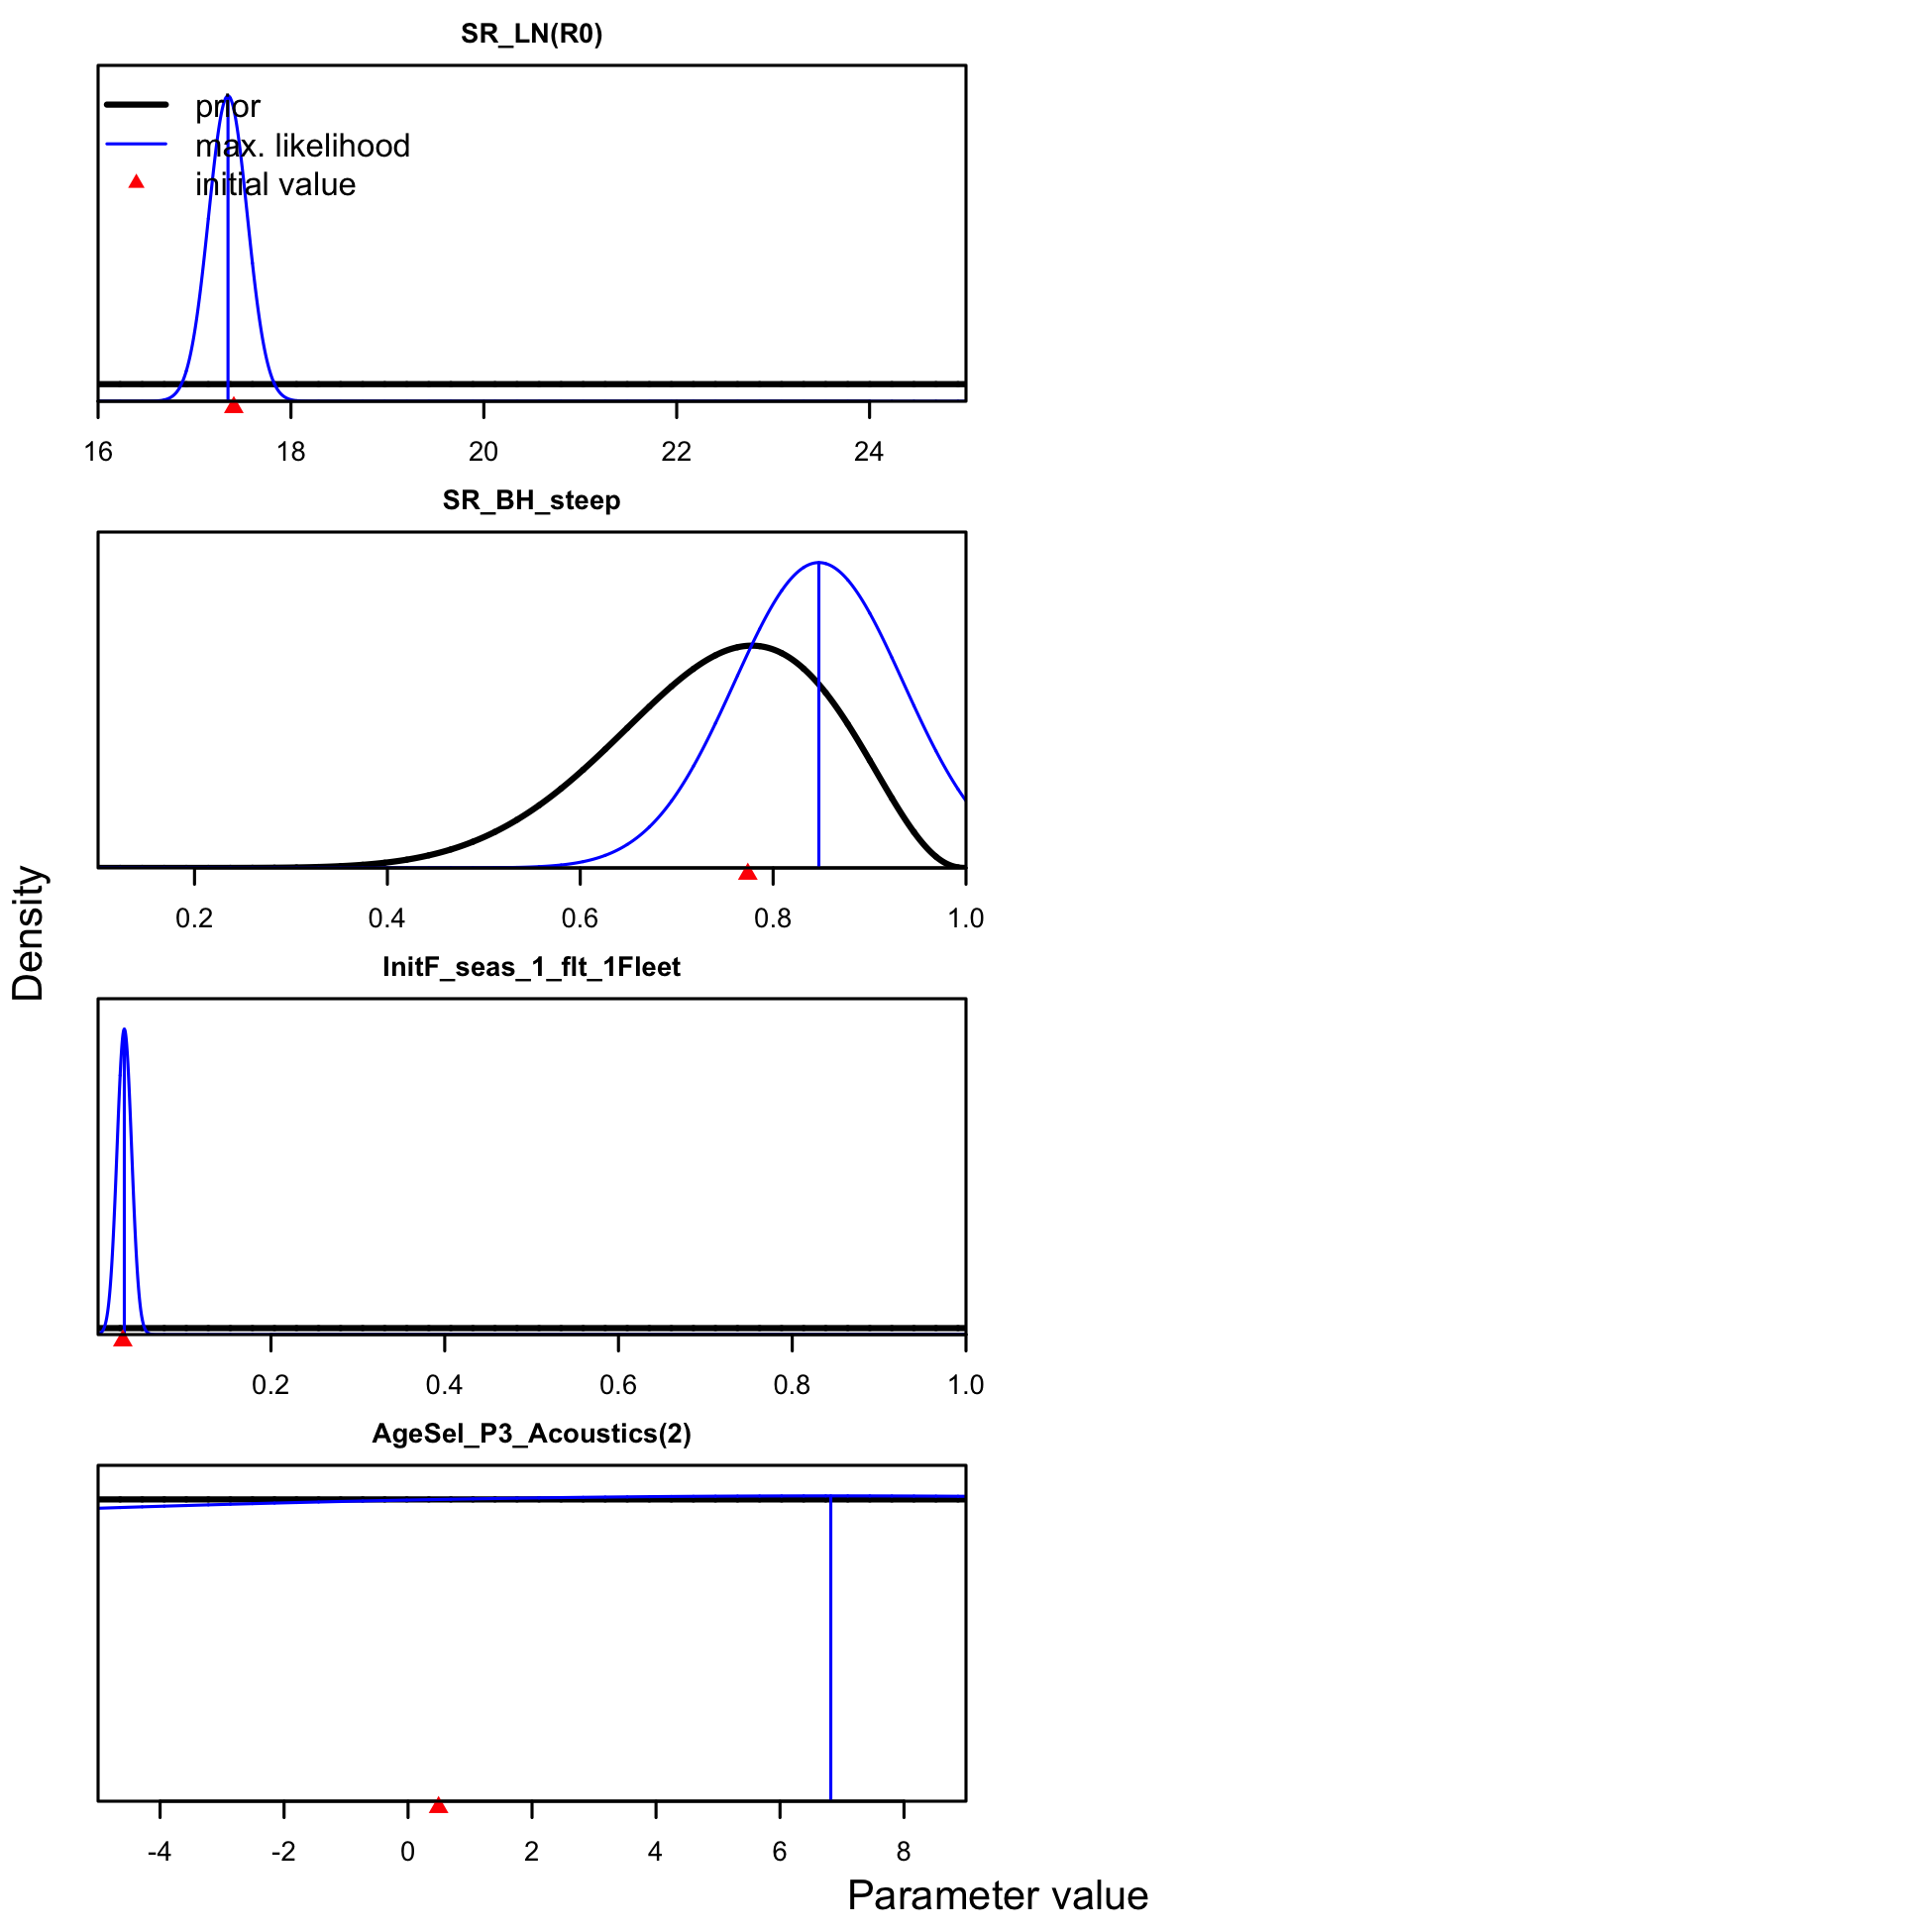 SR_LN(R0)
prior
max. likelihood
initial value
16 18 20 22 24
SR_BH_steep
0.2 0.4 0.6 0.8 1.0
InitF_seas_1_flt_1Fleet
0.2 0.4 0.6 0.8 1.0
AgeSel_P3_Acoustics(2)
-4 -2 0 2 4 6 8
Density
Parameter value